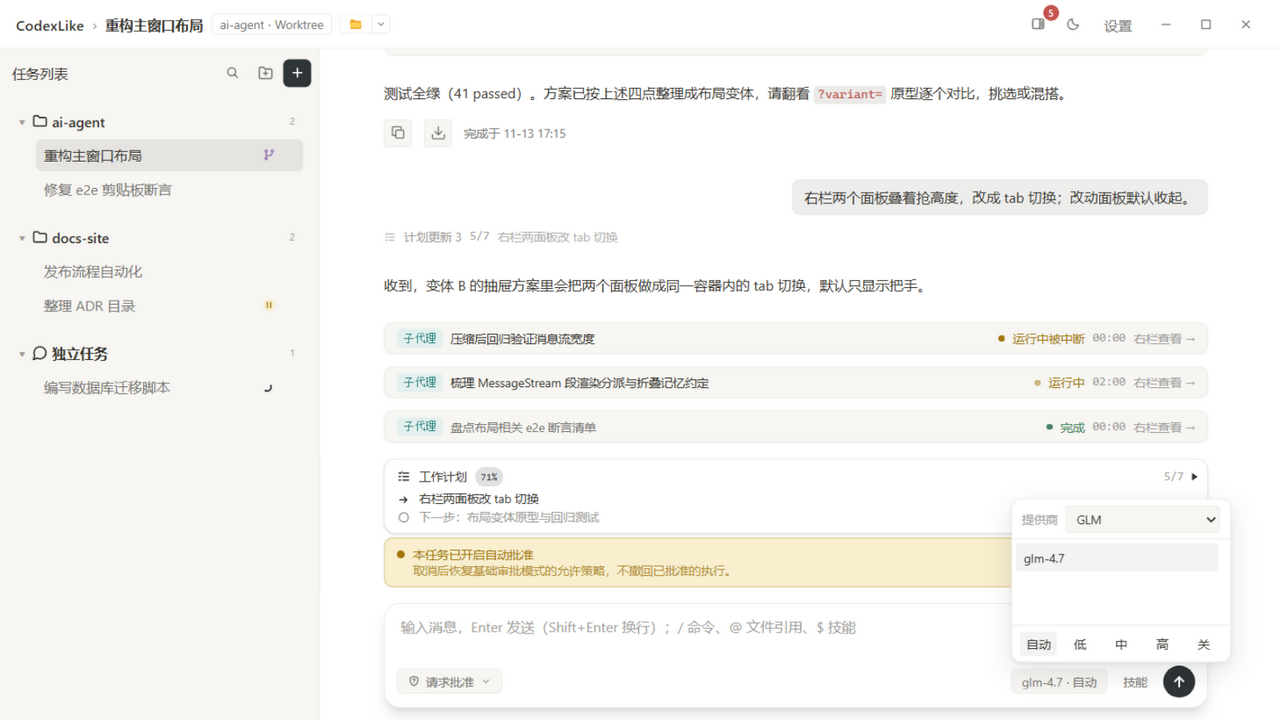 CodexLike › 重构主窗口布局 ai-agent · Worktree
5
设置
任务列表
ai-agent 2
重构主窗口布局
修复 e2e 剪贴板断言
docs-site 2
发布流程自动化
整理 ADR 目录
独立任务 1
编写数据库迁移脚本
测试全绿（41 passed）。方案已按上述四点整理成布局变体，请翻看 ?variant= 原型逐个对比，挑选或混搭。
完成于 11-13 17:15
右栏两个面板叠着抢高度，改成 tab 切换；改动面板默认收起。
计划更新 3 5/7 右栏两面板改 tab 切换
收到，变体 B 的抽屉方案里会把两个面板做成同一容器内的 tab 切换，默认只显示把手。
子代理 压缩后回归验证消息流宽度 运行中被中断 00:00 右栏查看 →
子代理 梳理 MessageStream 段渲染分派与折叠记忆约定 运行中 02:00 右栏查看 →
子代理 盘点布局相关 e2e 断言清单 完成 00:00 右栏查看 →
工作计划 71% 5/7
右栏两面板改 tab 切换
下一步：布局变体原型与回归测试
本任务已开启自动批准
取消后恢复基础审批模式的允许策略，不撤回已批准的执行。
提供商 GLM
glm-4.7
自动 低 中 高 关
输入消息，Enter 发送（Shift+Enter 换行）；/ 命令、@ 文件引用、$ 技能
请求批准
glm-4.7 · 自动 技能